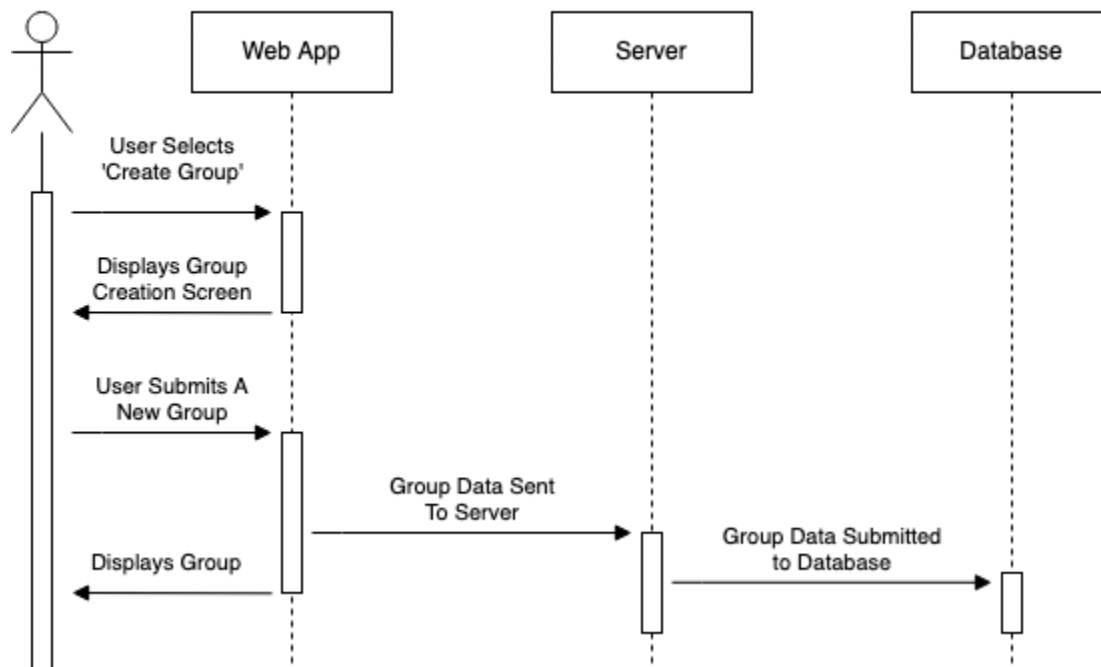 Web App
Server
Database
User Selects
'Create Group'
Displays Group
Creation Screen
User Submits A
New Group
Group Data Sent
To Server
Group Data Submitted
to Database
Displays Group